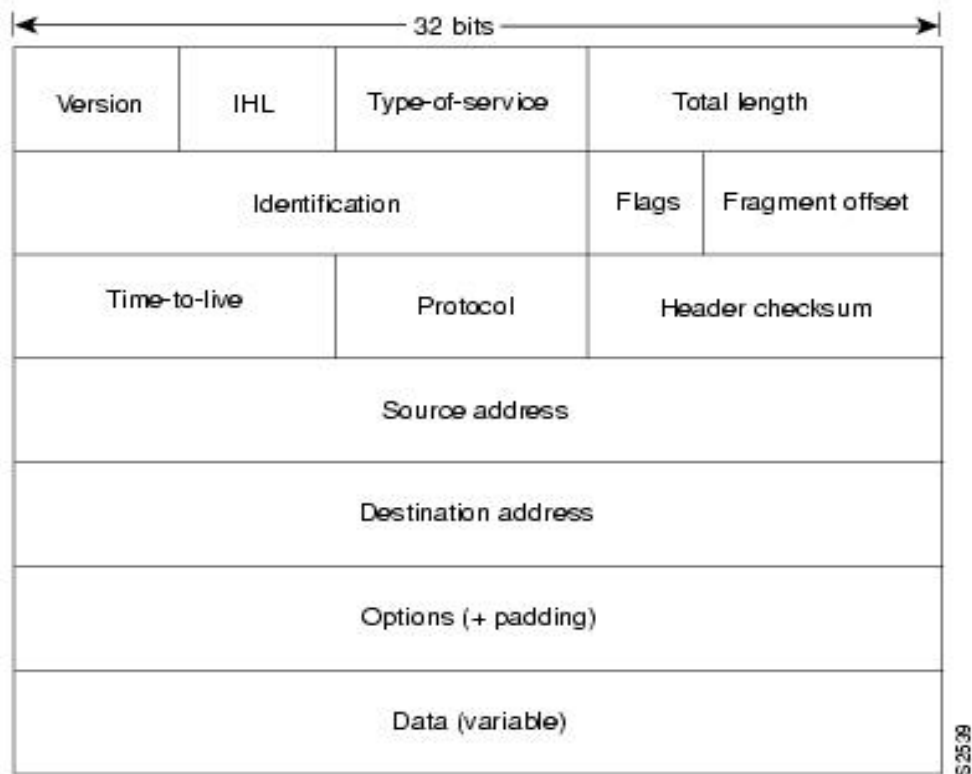 32 bits
Version IHL Type-of-service Total length
Identification Flags Fragment offset
Time-to-live Protocol Header checksum
Source address
Destination address
Options (+ padding)
Data (variable)
S2539